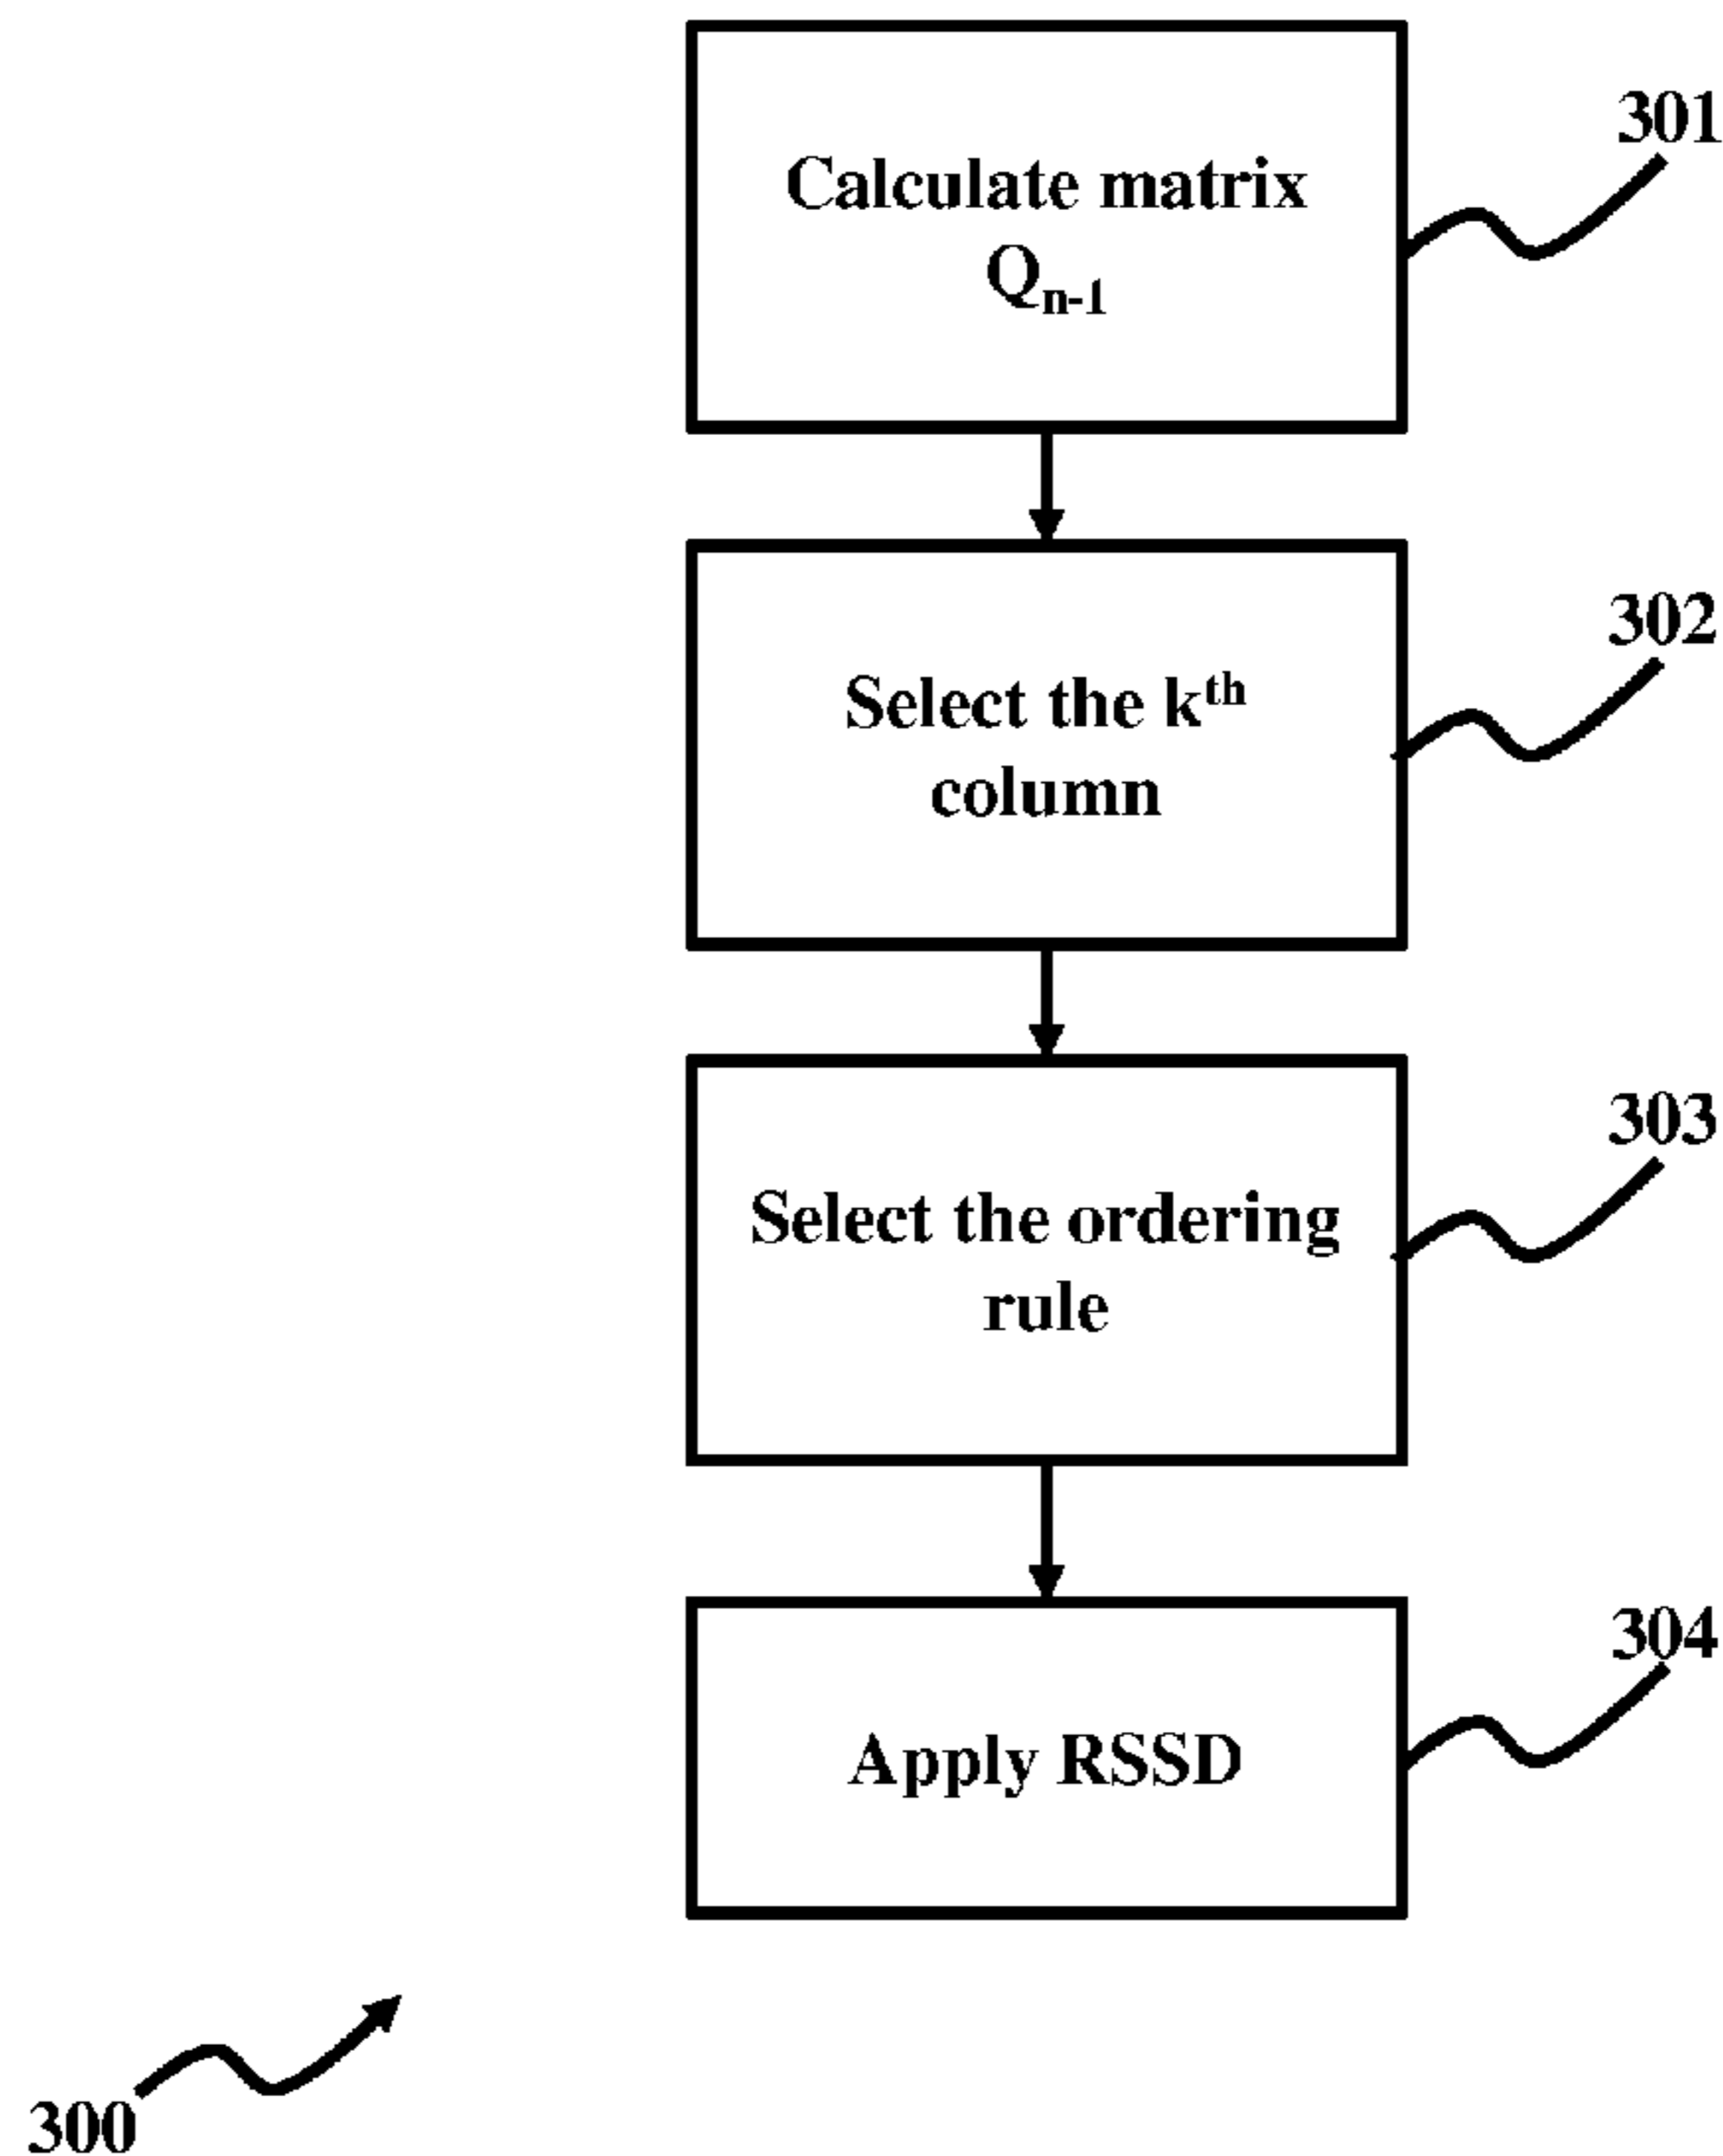 301
Calculate matrix
Qn-1
302
Select the kth
column
303
Select the ordering
rule
304
Apply RSSD
300